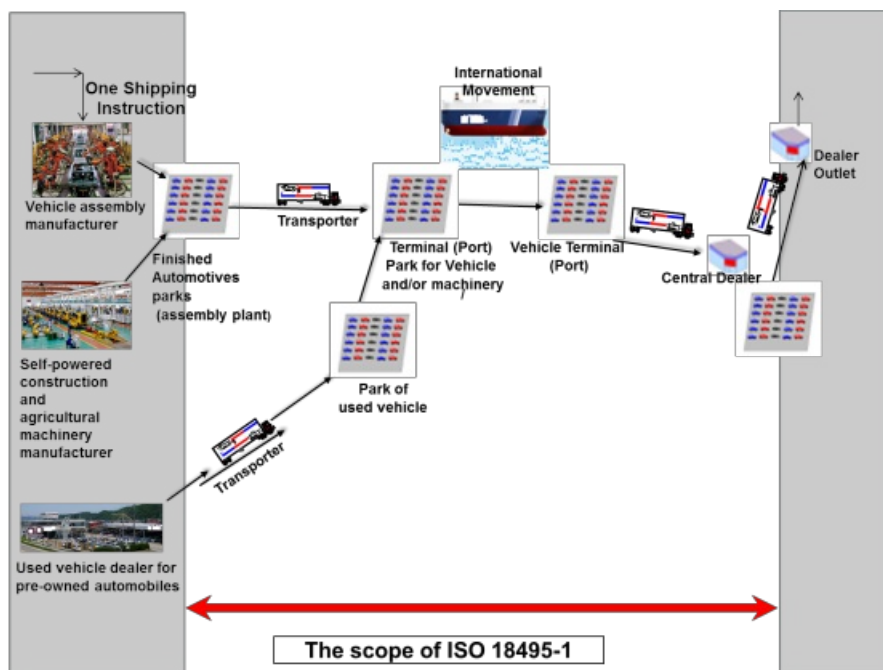 One Shipping
Instruction
International
Movement
Vehicle assembly
manufacturer
Transporter
Dealer
Outlet
Finished
Automotives
parks
(assembly plant)
Terminal (Port)
Park for Vehicle
and/or machinery
Vehicle Terminal
(Port)
Central Dealer
Self-powered
construction
and
agricultural
machinery
manufacturer
Park of
used vehicle
Transporter
Used vehicle dealer for
pre-owned automobiles
The scope of ISO 18495-1